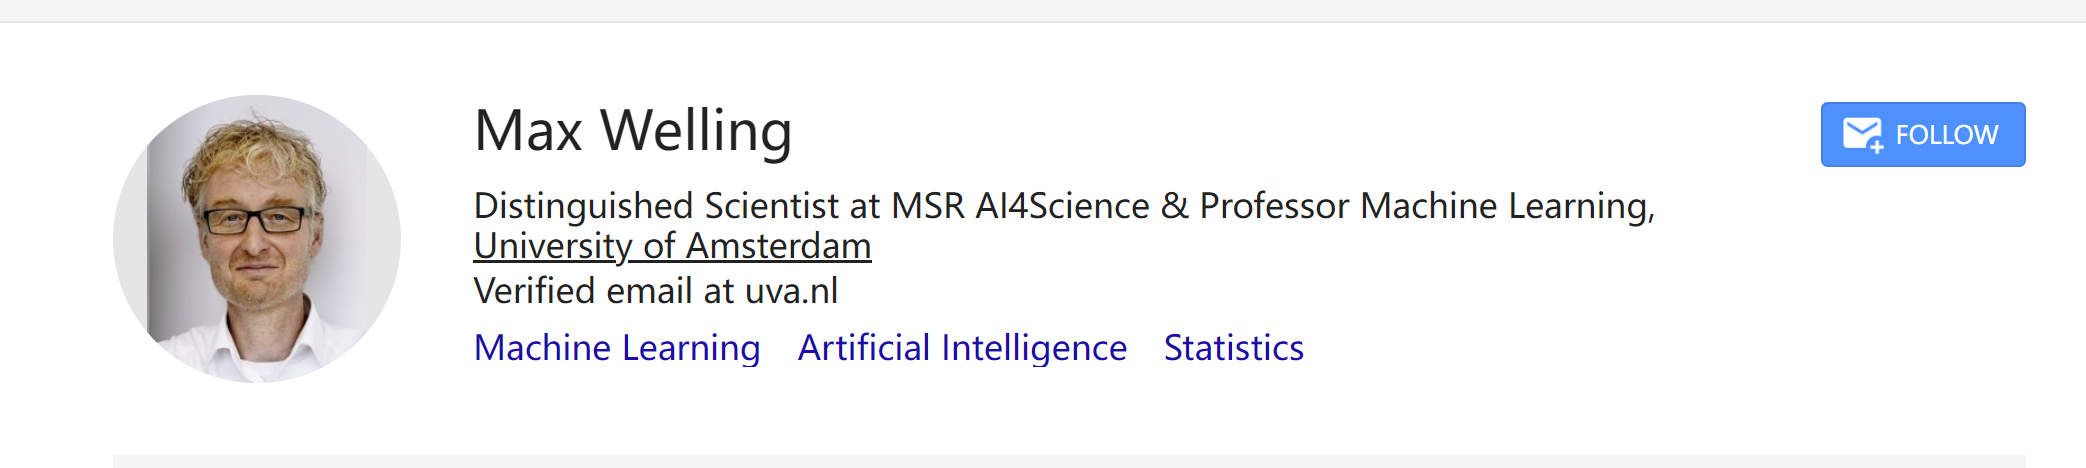 Max Welling
FOLLOW
Distinguished Scientist at MSR AI4Science & Professor Machine Learning,
University of Amsterdam
Verified email at uva.nl
Machine Learning Artificial Intelligence Statistics